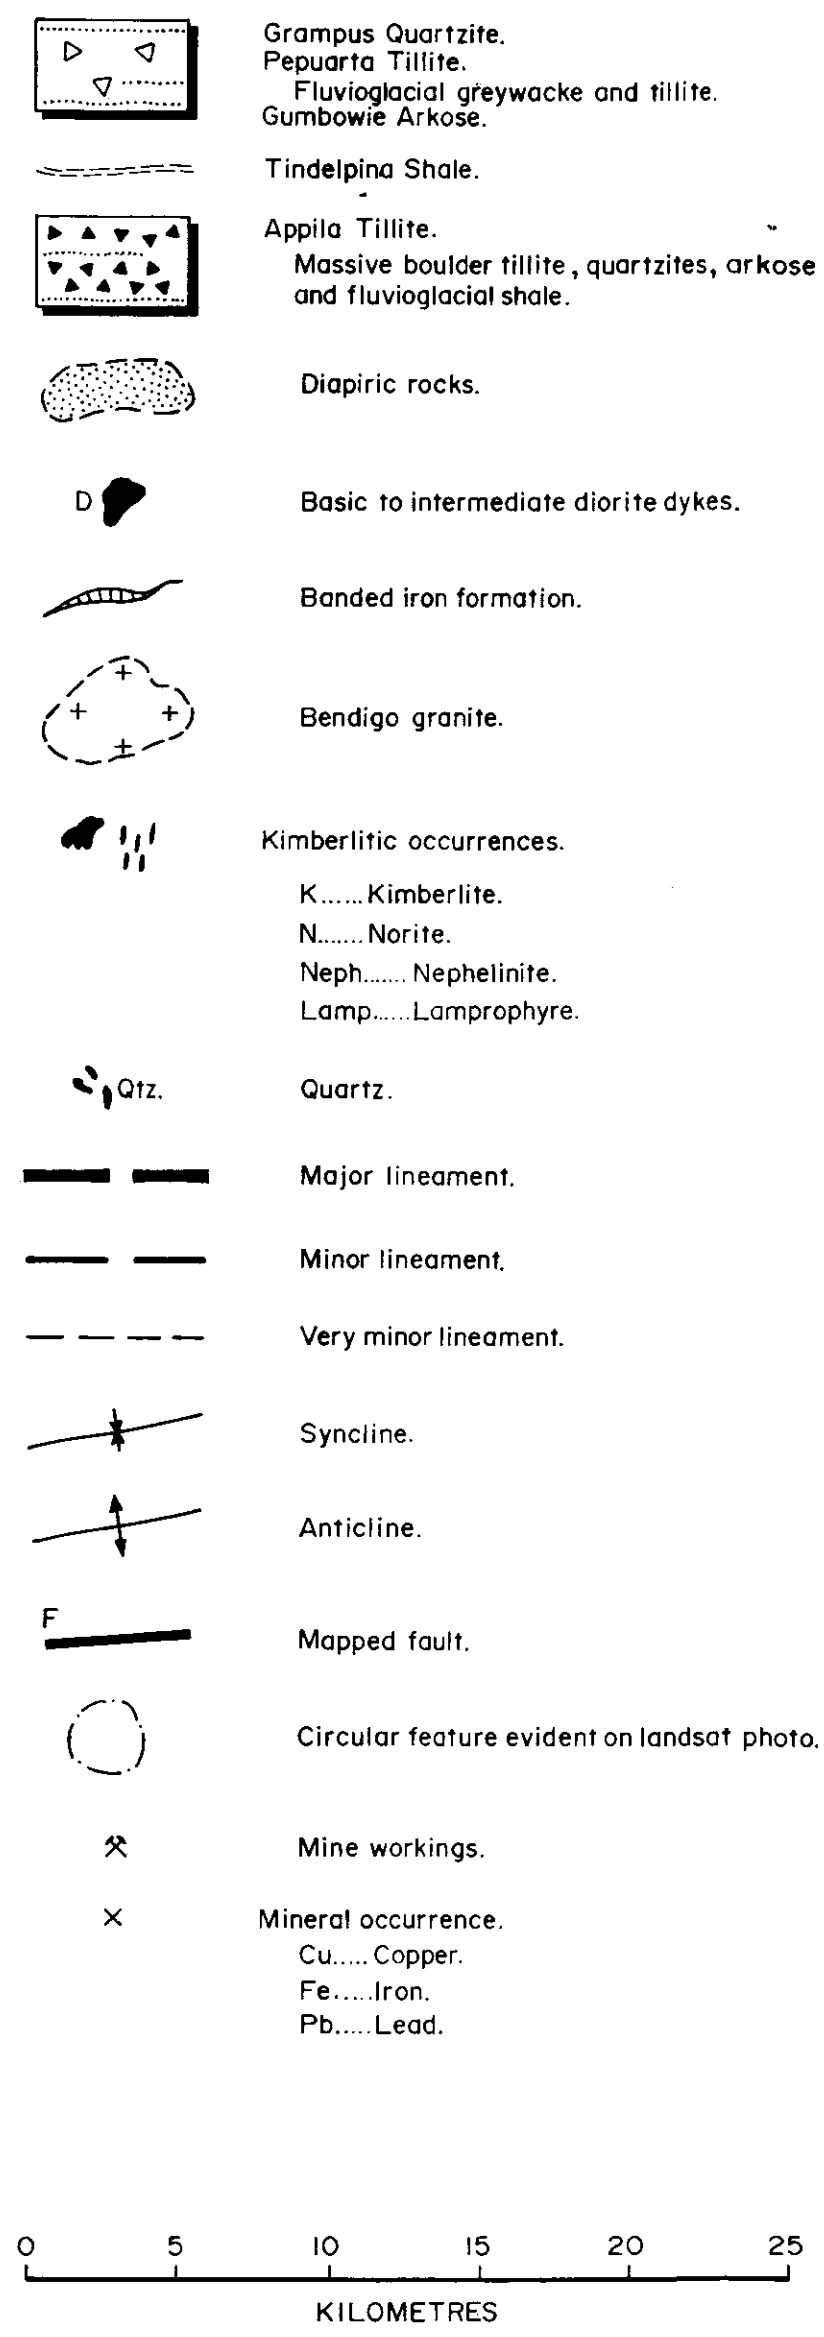 Grampus Quartzite.
Pepuarta Tillite.
Fluvioglacial greywacke and tillite.
Gumbowie Arkose.
Tindelpina Shale.
Appila Tillite.
Massive boulder tillite, quartzites, arkose
and fluvioglacial shale.
Diapiric rocks.
D Basic to intermediate diorite dykes.
Banded iron formation.
Bendigo granite.
Kimberlitic occurrences.
K......Kimberlite.
N.......Norite.
Neph.......Nephelinite.
Lamp......Lamprophyre.
Qtz. Quartz.
Major lineament.
Minor lineament.
Very minor lineament.
Syncline.
Anticline.
F
Mapped fault.
Circular feature evident on landsat photo.
Mine workings.
Mineral occurrence.
Cu.....Copper.
Fe.....Iron.
Pb.....Lead.
0 5 10 15 20 25
KILOMETRES